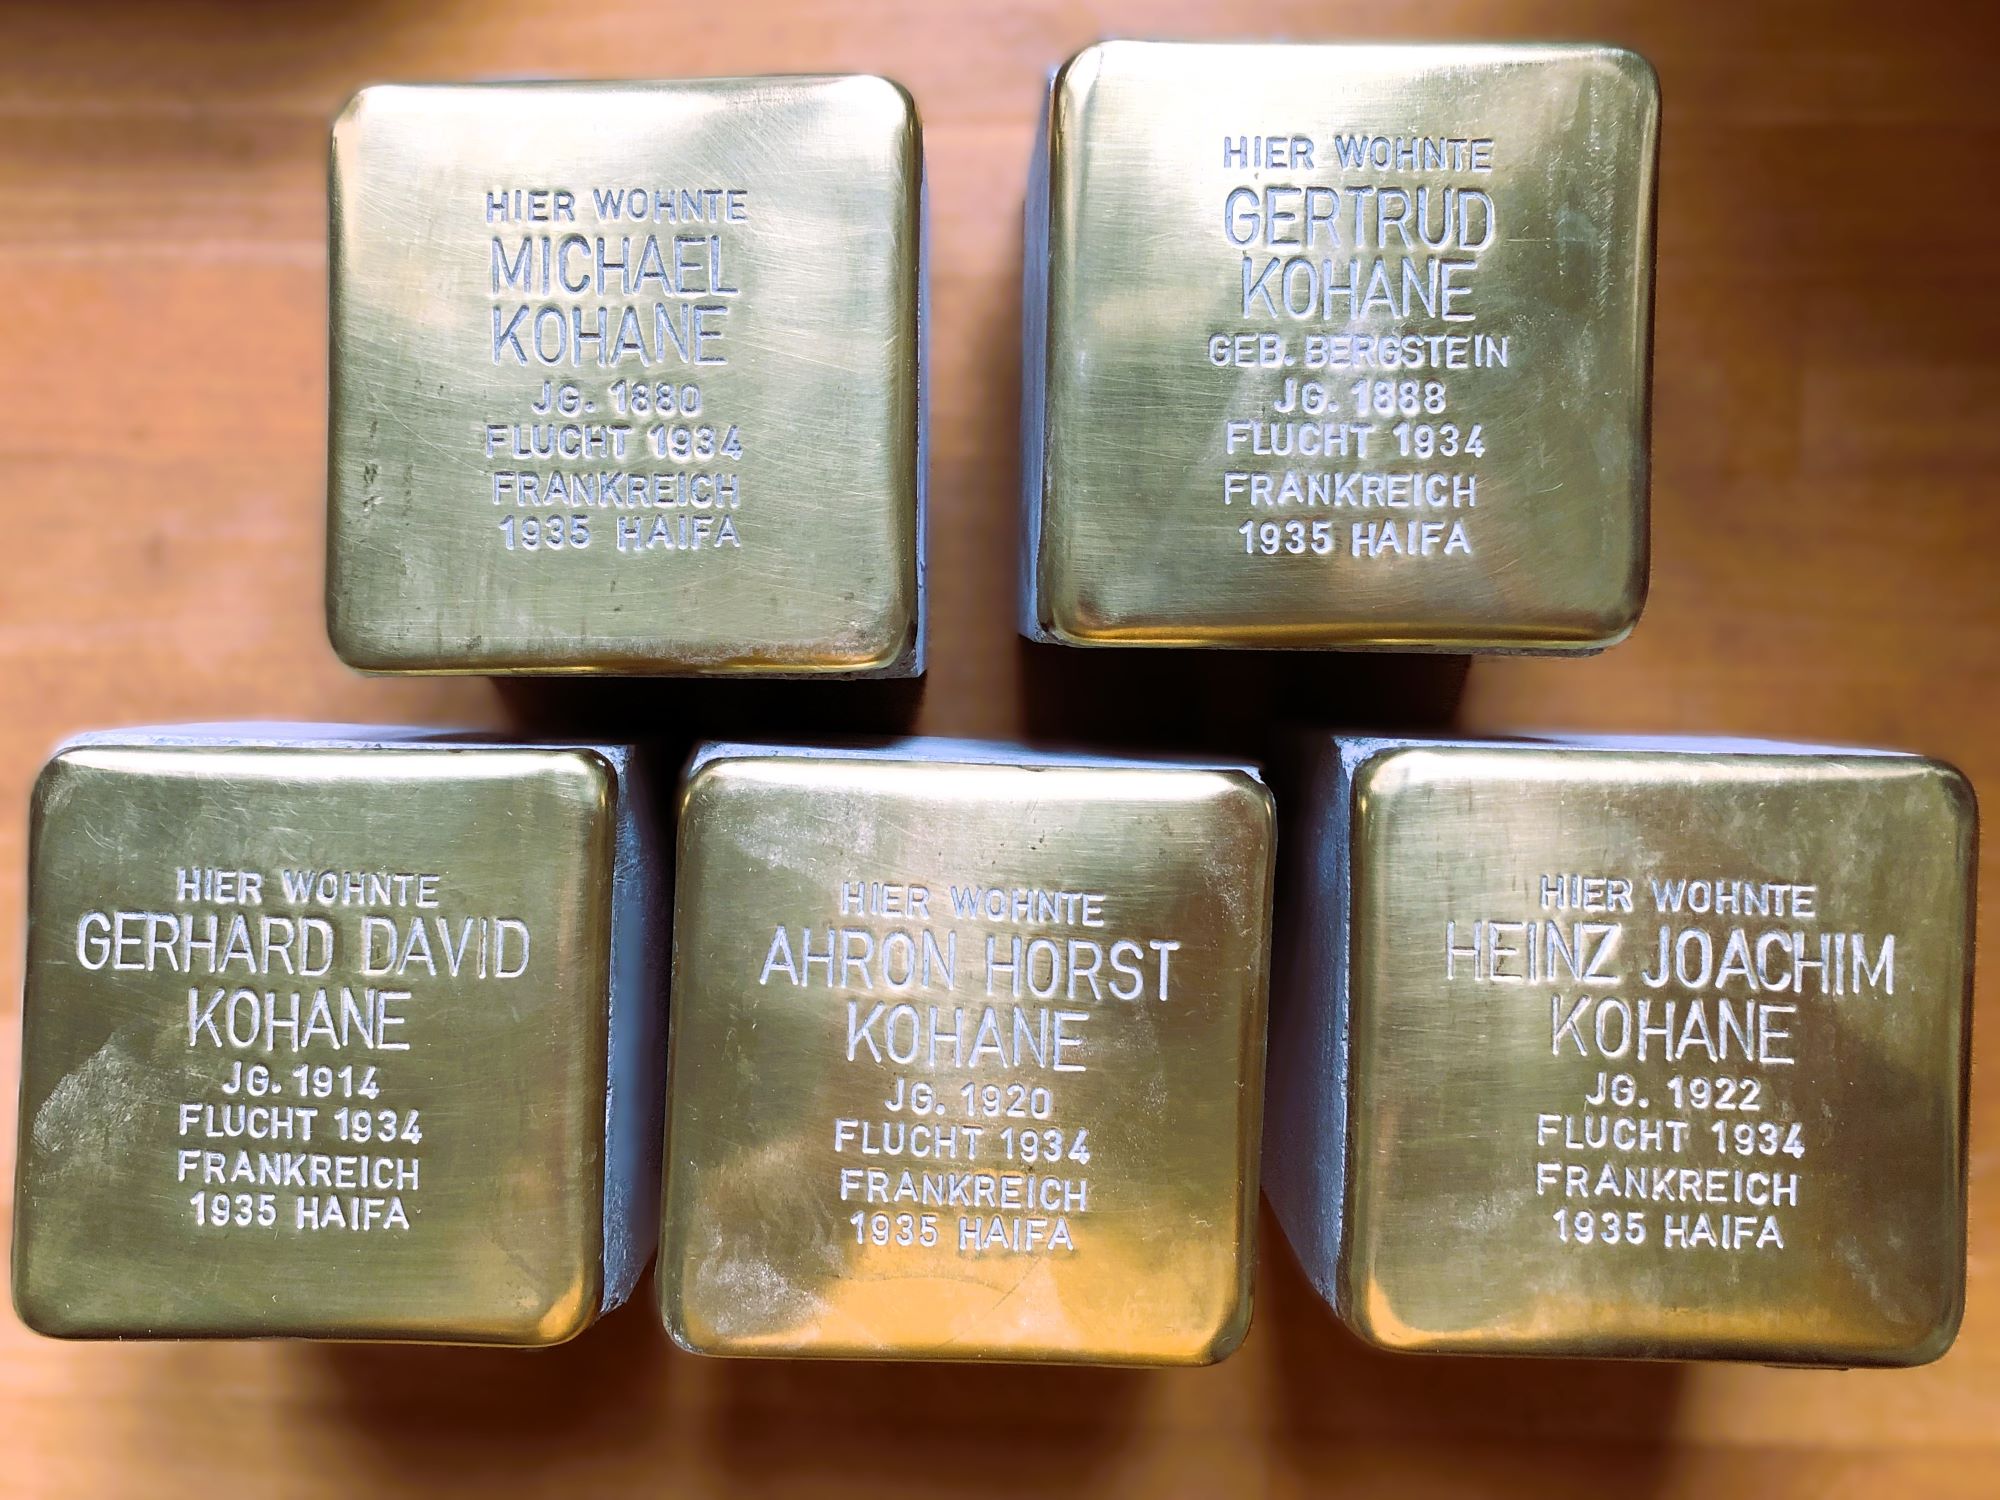 HIER WOHNTE
MICHAEL
KOHANE
JG. 1880
FLUCHT 1934
FRANKREICH
1935 HAIFA
HIER WOHNTE
GERTRUD
KOHANE
GEB. BERGSTEIN
JG. 1888
FLUCHT 1934
FRANKREICH
1935 HAIFA
HIER WOHNTE
GERHARD DAVID
KOHANE
JG. 1914
FLUCHT 1934
FRANKREICH
1935 HAIFA
HIER WOHNTE
AHRON HORST
KOHANE
JG. 1920
FLUCHT 1934
FRANKREICH
1935 HAIFA
HIER WOHNTE
HEINZ JOACHIM
KOHANE
JG. 1922
FLUCHT 1934
FRANKREICH
1935 HAIFA